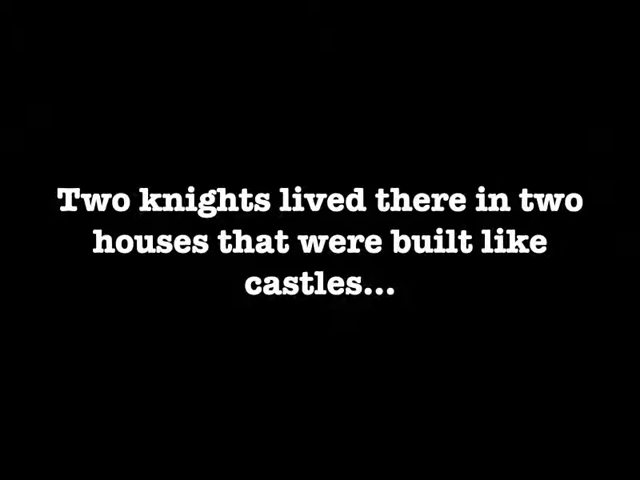 Two knights lived there in two
houses that were built like
castles...